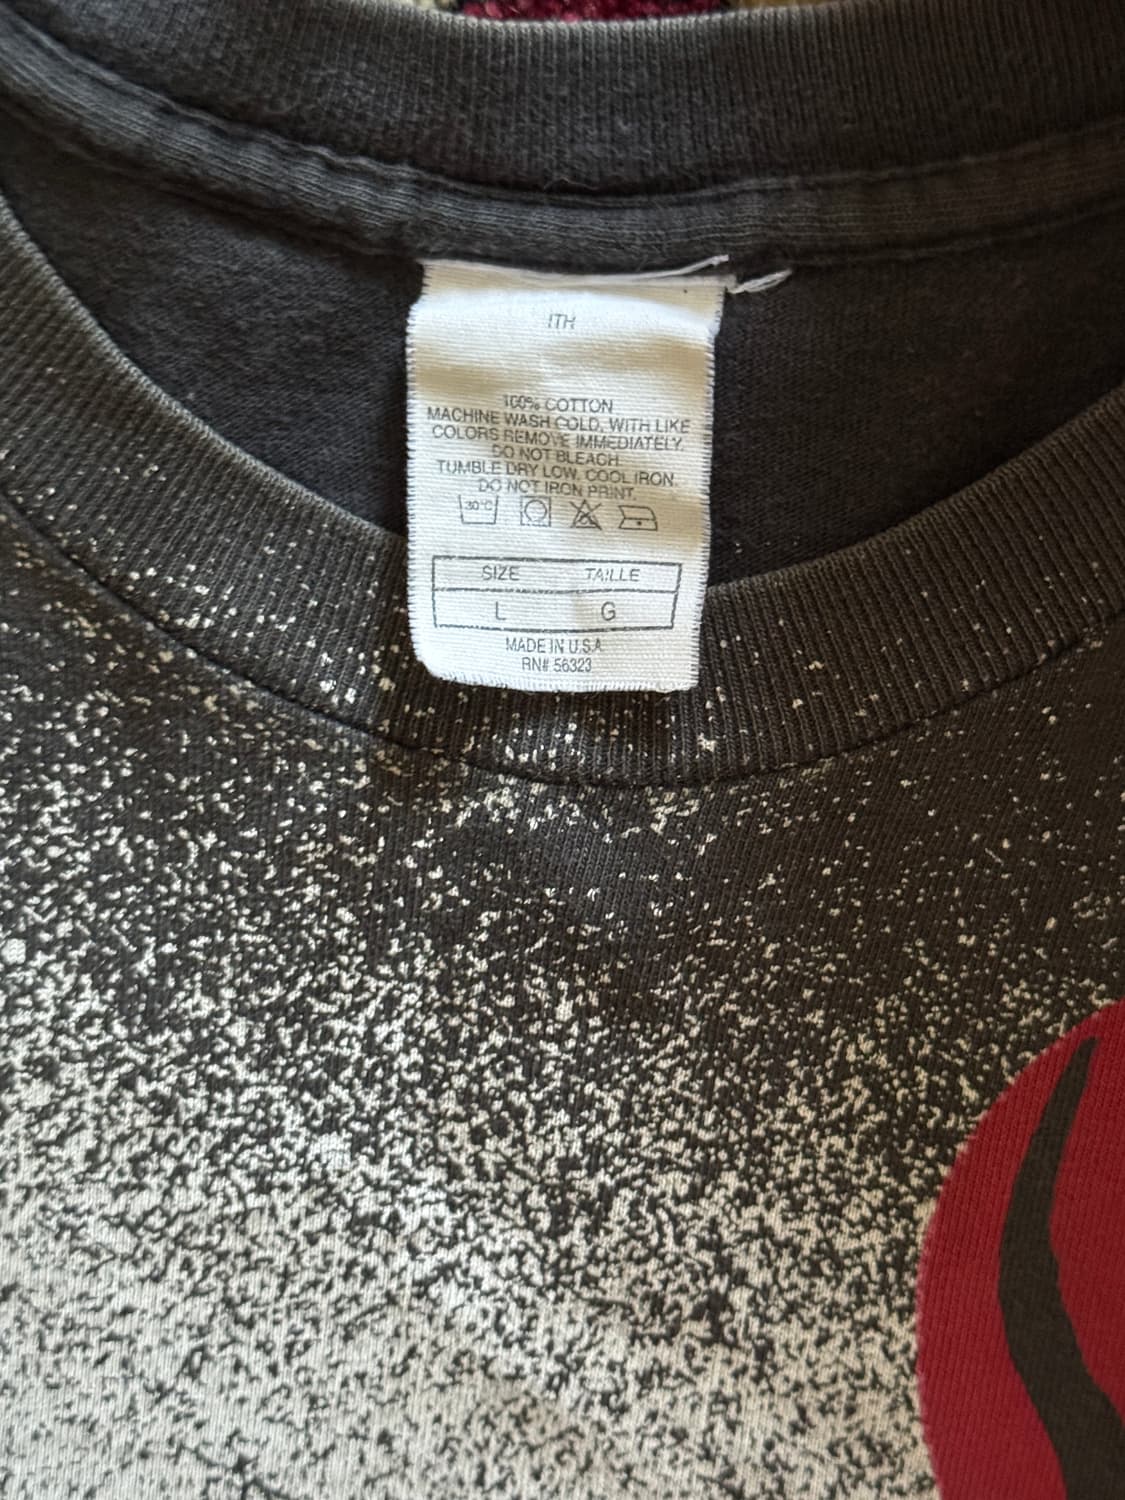 ITH
100% COTTON
MACHINE WASH COLD, WITH LIKE
COLORS REMOVE IMMEDIATELY.
DO NOT BLEACH
TUMBLE DRY LOW. COOL IRON.
DO NOT IRON PRINT.
30°C
SIZE TAILLE
L G
MADE IN U.S.A.
RN# 56323